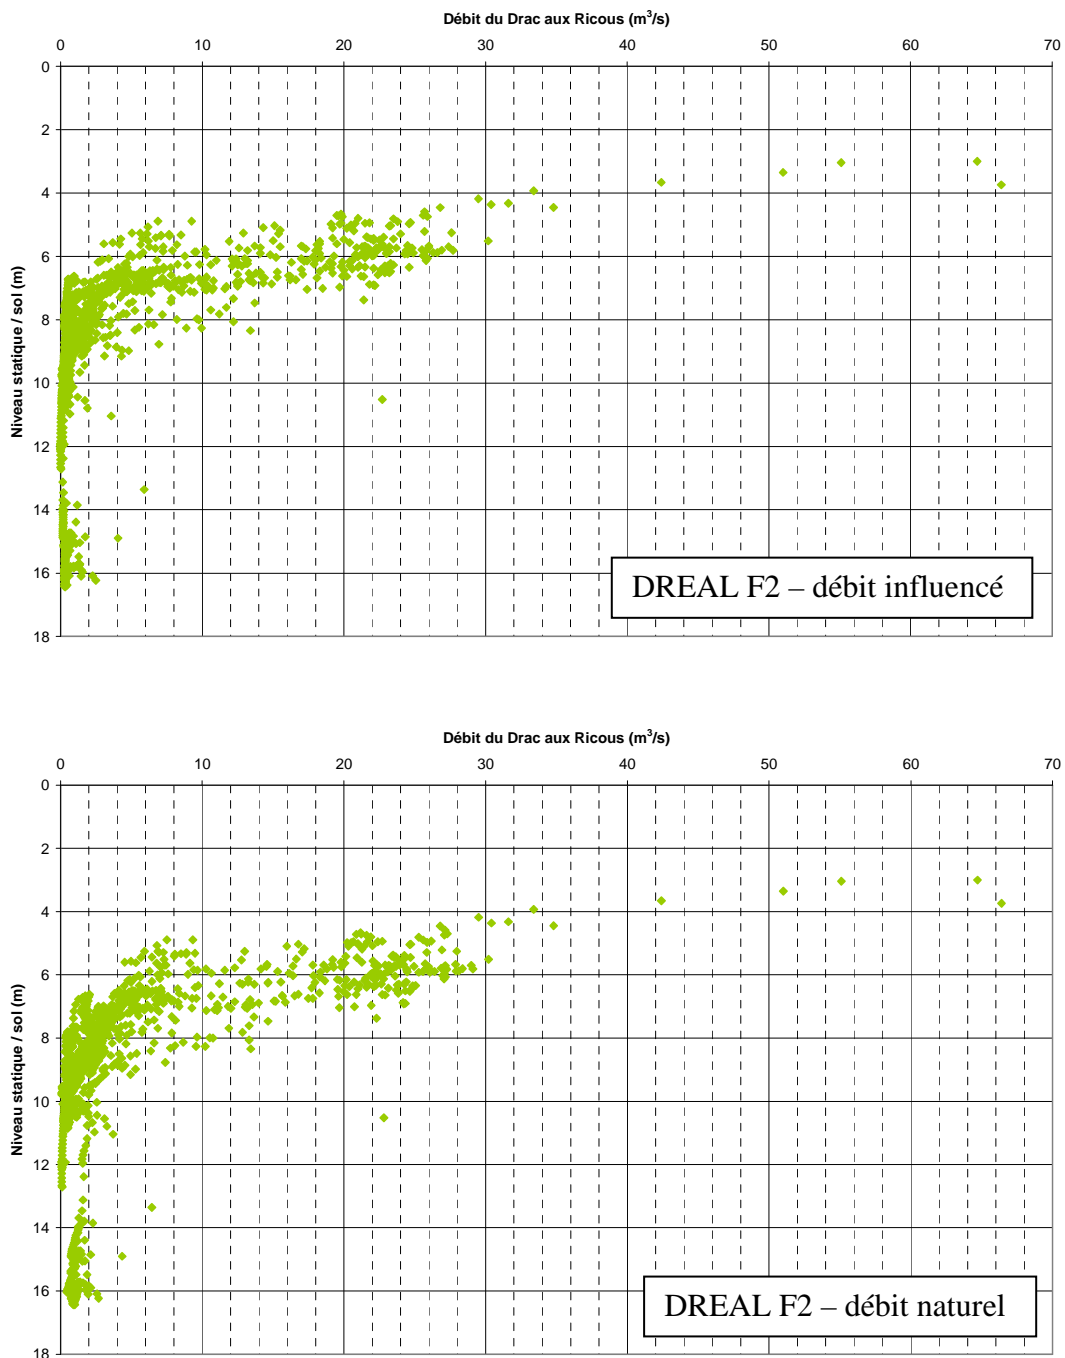 Débit du Drac aux Ricous (m³/s)
0 10 20 30 40 50 60 70
0
2
4
6
8
10
12
14
16
18
Niveau statique / sol (m)
DREAL F2 – débit influencé
Débit du Drac aux Ricous (m³/s)
0 10 20 30 40 50 60 70
0
2
4
6
8
10
12
14
16
18
Niveau statique / sol (m)
DREAL F2 – débit naturel